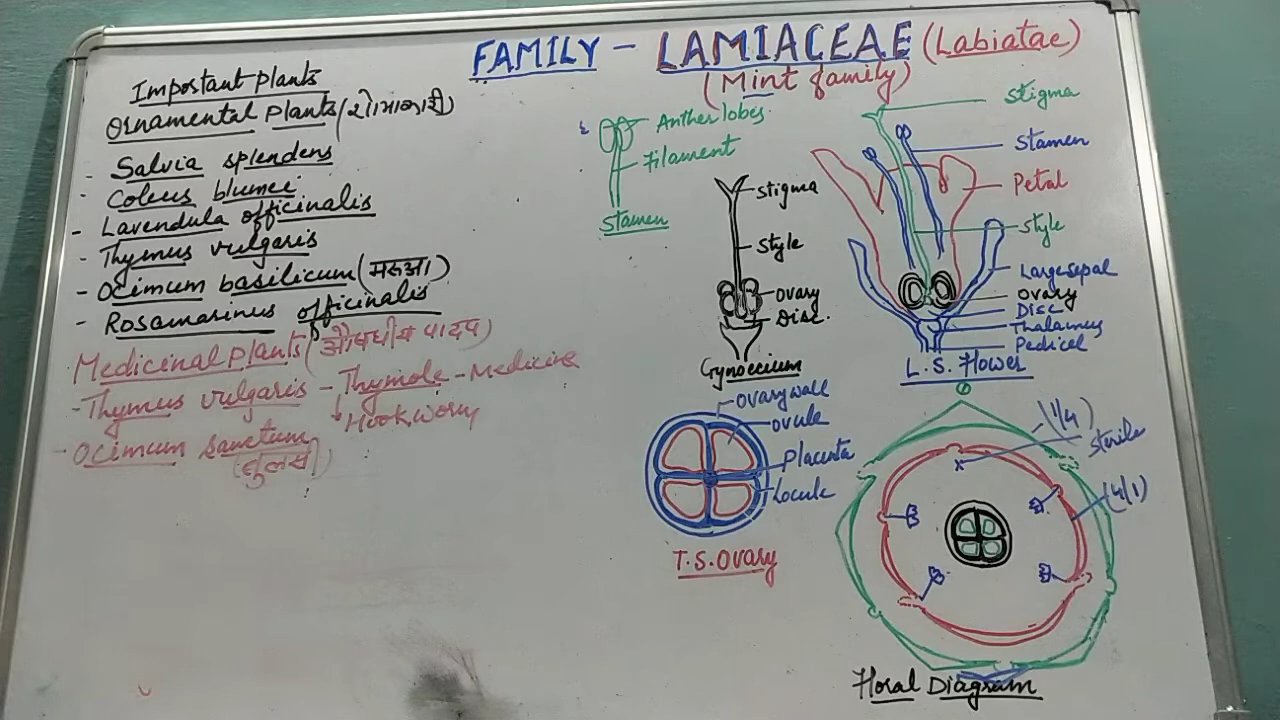 FAMILY - LAMIACEAE (Labiatae)
(Mint family)
Important plants
Ornamental plants (शोभाकारी)
- Salvia splendens
- Coleus blumei
- Lavendula officinalis
- Thymus vulgaris
- Ocimum basilicum (मरुआ)
- Rosamarinus officinalis
Medicinal plants (औषधीय पादप)
- Thymus vulgaris - Thymole - Medicine
↓ Hookworm
- Ocimum sanctum
(तुलसी)
Anther lobes
Filament
Stamen
Stigma
Style
Ovary
Disc.
Gynoecium
Stigma
Stamen
Petal
Style
Large sepal
Ovary
Disc
Thalamus
Pedicel
L.S. Flower
Ovary wall
Ovule
Placenta
Locule
T.S. Ovary
(1/4)
Sterile
(4/1)
Floral Diagram